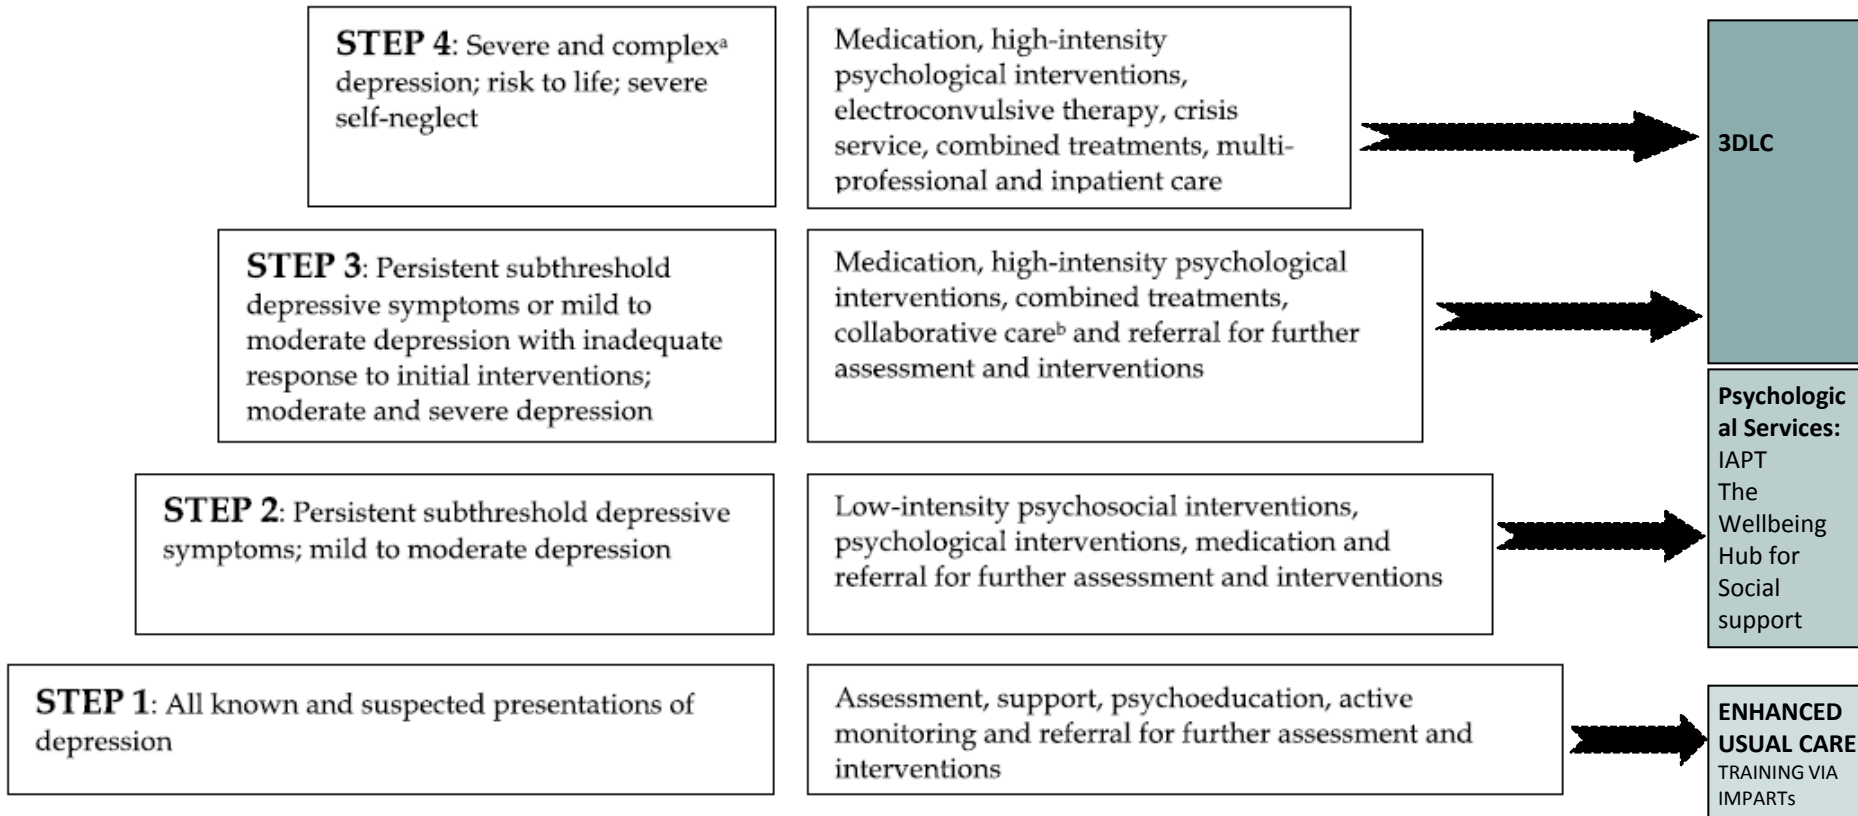 STEP 4: Severe and complexᵃ
depression; risk to life; severe
self-neglect
Medication, high-intensity
psychological interventions,
electroconvulsive therapy, crisis
service, combined treatments, multi-
professional and inpatient care
3DLC
STEP 3: Persistent subthreshold
depressive symptoms or mild to
moderate depression with inadequate
response to initial interventions;
moderate and severe depression
Medication, high-intensity psychological
interventions, combined treatments,
collaborative careᵇ and referral for further
assessment and interventions
Psychologic
al Services:
IAPT
The
Wellbeing
Hub for
Social
support
STEP 2: Persistent subthreshold depressive
symptoms; mild to moderate depression
Low-intensity psychosocial interventions,
psychological interventions, medication and
referral for further assessment and interventions
STEP 1: All known and suspected presentations of
depression
Assessment, support, psychoeducation, active
monitoring and referral for further assessment and
interventions
ENHANCED
USUAL CARE
TRAINING VIA
IMPARTs